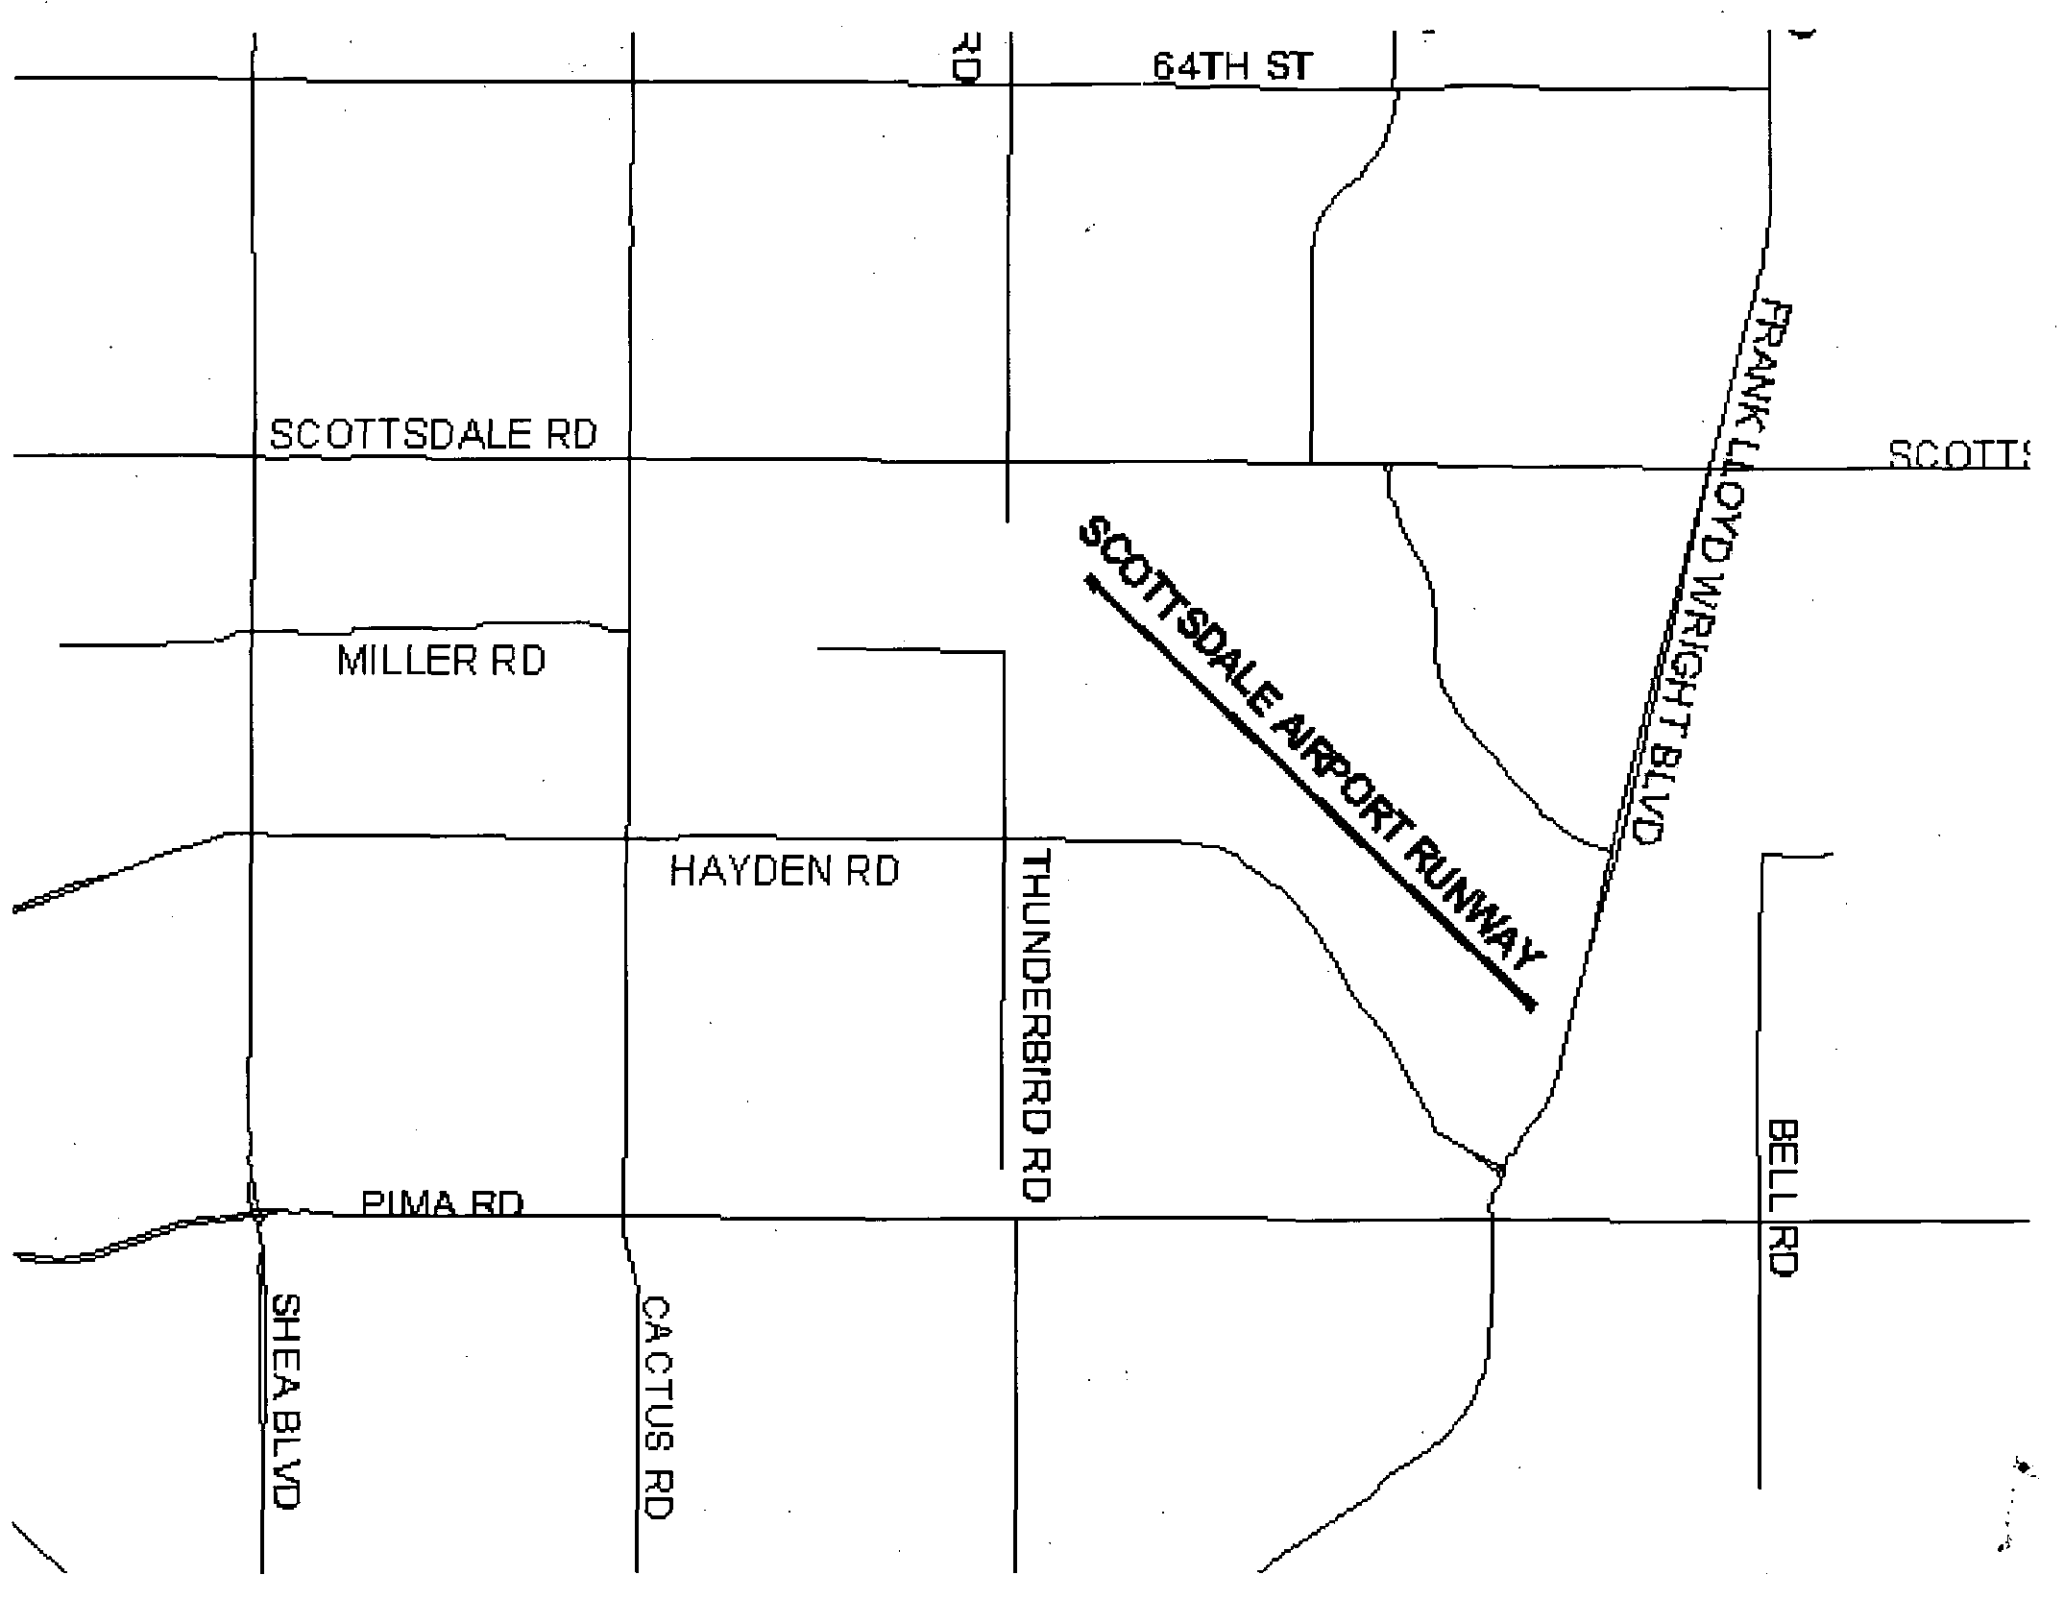 RD
64TH ST
FRANK LLOYD WRIGHT BLVD
SCOTTSDALE RD
SCOTTS
SCOTTSDALE AIRPORT RUNWAY
MILLER RD
HAYDEN RD
THUNDERBIRD RD
BELL RD
PIMA RD
SHEA BLVD
CACTUS RD